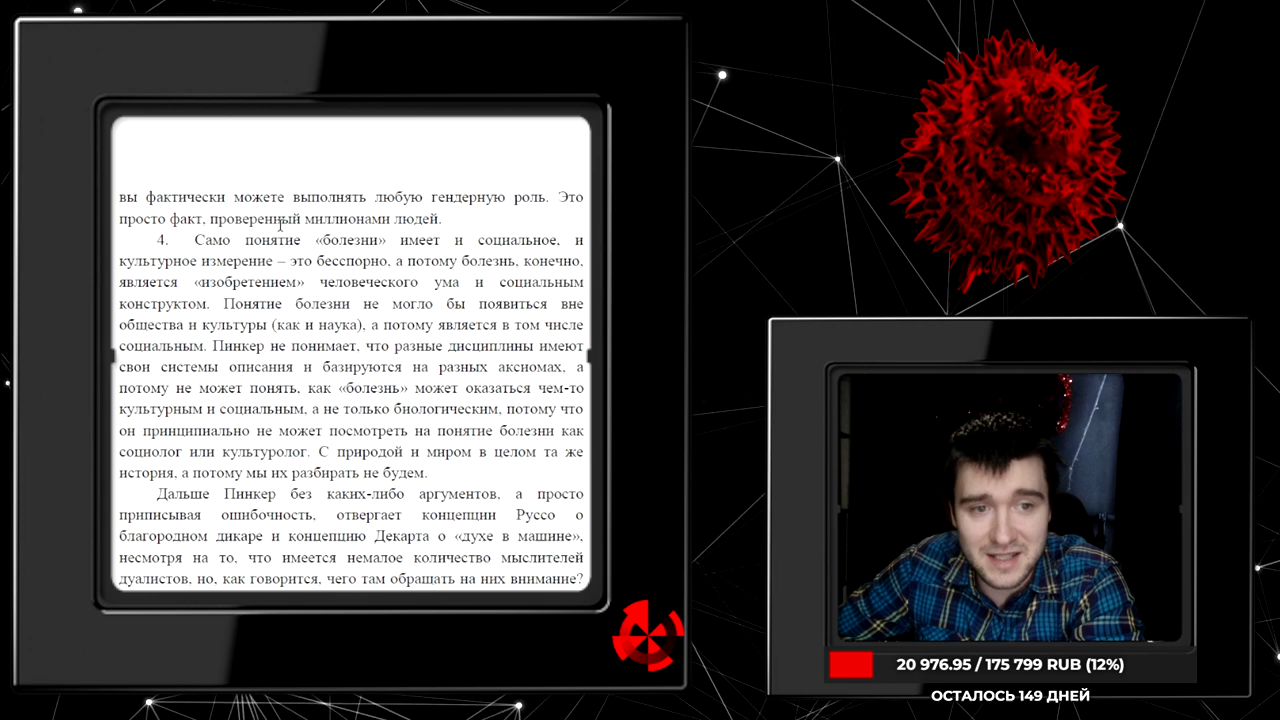 вы фактически можете выполнять любую гендерную роль. Это
просто факт, проверенный миллионами людей.
4. Само понятие «болезни» имеет и социальное, и
культурное измерение – это бесспорно, а потому болезнь, конечно,
является «изобретением» человеческого ума и социальным
конструктом. Понятие болезни не могло бы появиться вне
общества и культуры (как и наука), а потому является в том числе
социальным. Пинкер не понимает, что разные дисциплины имеют
свои системы описания и базируются на разных аксиомах, а
потому не может понять, как «болезнь» может оказаться чем-то
культурным и социальным, а не только биологическим, потому что
он принципиально не может посмотреть на понятие болезни как
социолог или культуролог. С природой и миром в целом та же
история, а потому мы их разбирать не будем.
Дальше Пинкер без каких-либо аргументов, а просто
приписывая ошибочность, отвергает концепции Руссо о
благородном дикаре и концепцию Декарта о «духе в машине»,
несмотря на то, что имеется немалое количество мыслителей
дуалистов, но, как говорится, чего там обращать на них внимание?
20 976.95 / 175 799 RUB (12%)
ОСТАЛОСЬ 149 ДНЕЙ